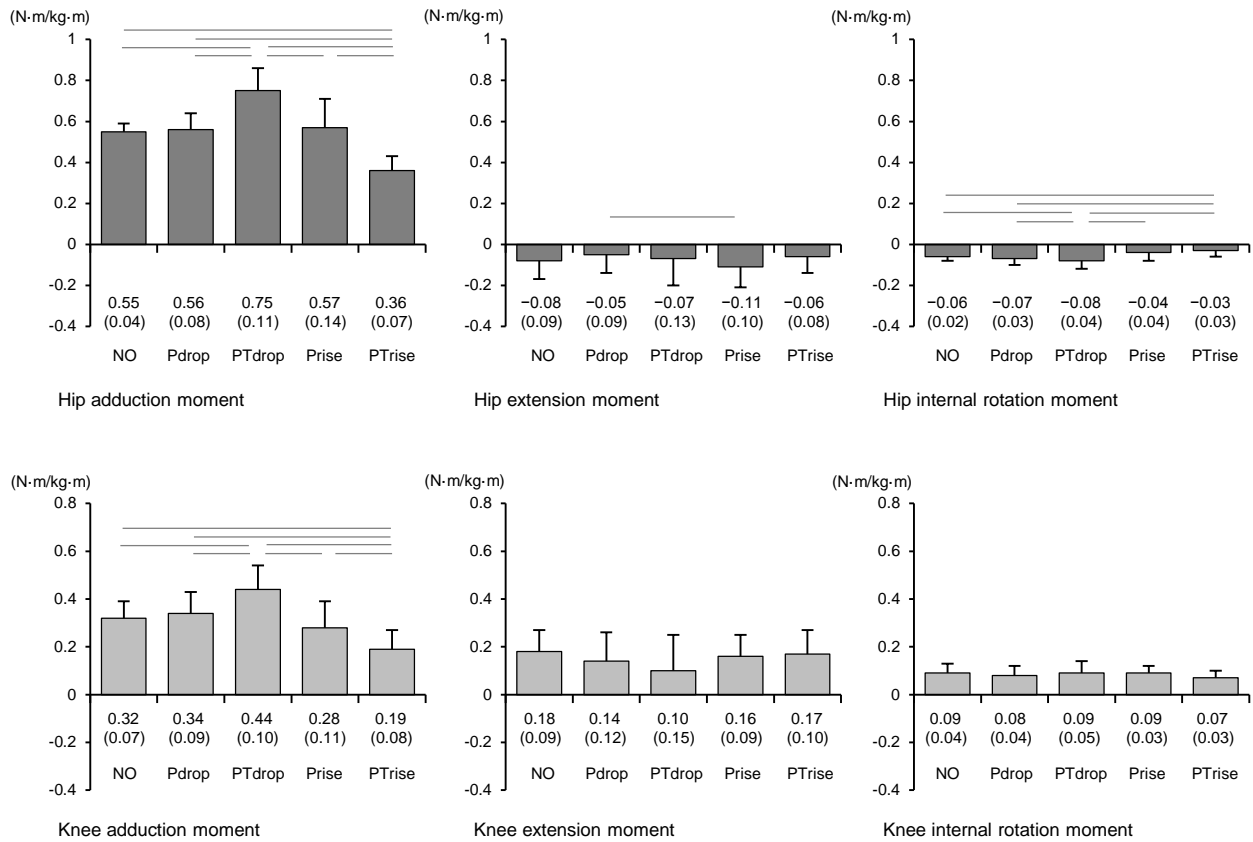 (N·m/kg·m)
1
0.8
0.6
0.4
0.2
0
-0.2
-0.4
0.55 0.56 0.75 0.57 0.36
(0.04) (0.08) (0.11) (0.14) (0.07)
NO Pdrop PTdrop Prise PTrise
Hip adduction moment
(N·m/kg·m)
1
0.8
0.6
0.4
0.2
0
-0.2
-0.4
−0.08 −0.05 −0.07 −0.11 −0.06
(0.09) (0.09) (0.13) (0.10) (0.08)
NO Pdrop PTdrop Prise PTrise
Hip extension moment
(N·m/kg·m)
1
0.8
0.6
0.4
0.2
0
-0.2
-0.4
−0.06 −0.07 −0.08 −0.04 −0.03
(0.02) (0.03) (0.04) (0.04) (0.03)
NO Pdrop PTdrop Prise PTrise
Hip internal rotation moment
(N·m/kg·m)
0.8
0.6
0.4
0.2
0
-0.2
-0.4
0.32 0.34 0.44 0.28 0.19
(0.07) (0.09) (0.10) (0.11) (0.08)
NO Pdrop PTdrop Prise PTrise
Knee adduction moment
(N·m/kg·m)
0.8
0.6
0.4
0.2
0
-0.2
-0.4
0.18 0.14 0.10 0.16 0.17
(0.09) (0.12) (0.15) (0.09) (0.10)
NO Pdrop PTdrop Prise PTrise
Knee extension moment
(N·m/kg·m)
0.8
0.6
0.4
0.2
0
-0.2
-0.4
0.09 0.08 0.09 0.09 0.07
(0.04) (0.04) (0.05) (0.03) (0.03)
NO Pdrop PTdrop Prise PTrise
Knee internal rotation moment